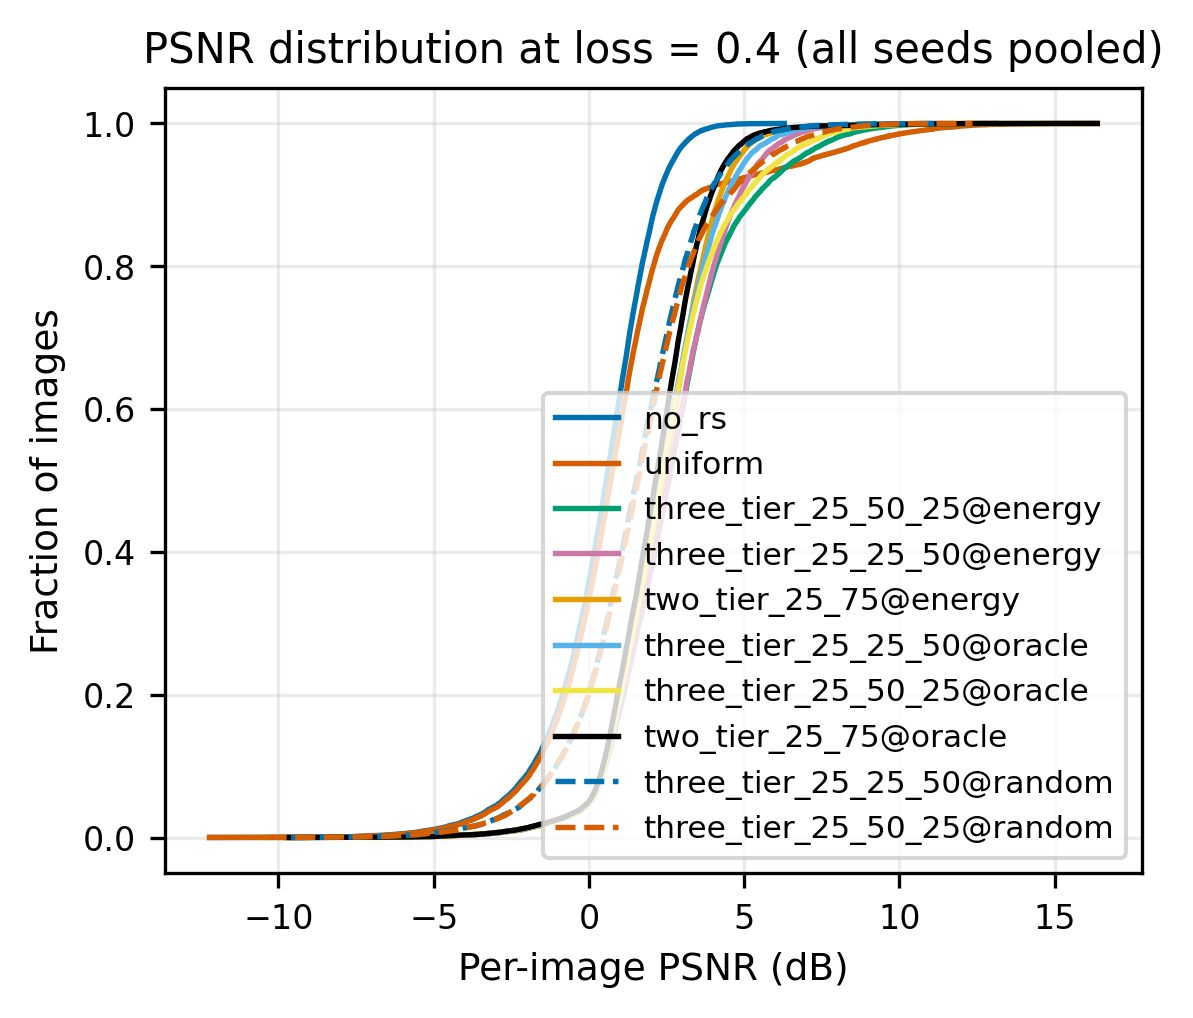 PSNR distribution at loss = 0.4 (all seeds pooled)
1.0
0.8
0.6
0.4
0.2
0.0
Fraction of images
no_rs
uniform
three_tier_25_50_25@energy
three_tier_25_25_50@energy
two_tier_25_75@energy
three_tier_25_25_50@oracle
three_tier_25_50_25@oracle
two_tier_25_75@oracle
three_tier_25_25_50@random
three_tier_25_50_25@random
−10 −5 0 5 10 15
Per-image PSNR (dB)